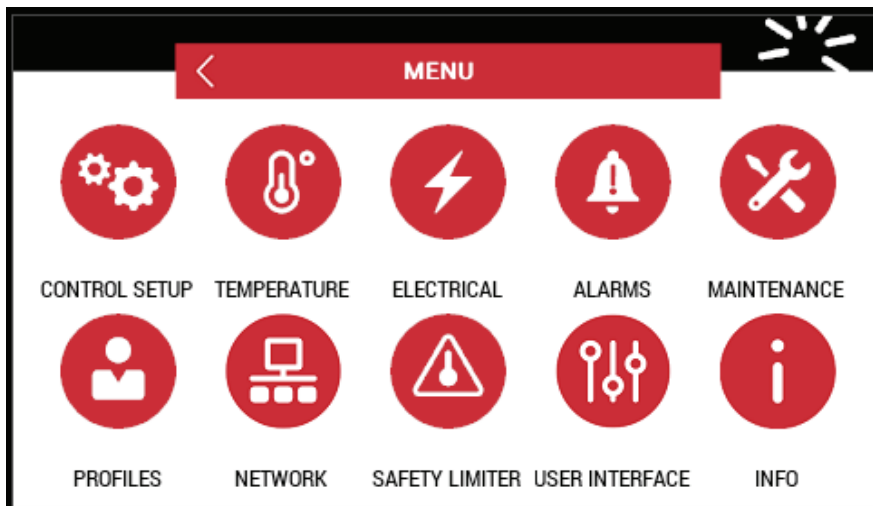 MENU
CONTROL SETUP TEMPERATURE ELECTRICAL ALARMS MAINTENANCE
PROFILES NETWORK SAFETY LIMITER USER INTERFACE INFO